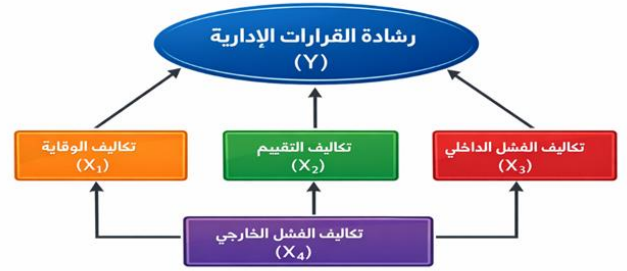 رشادة القرارات الإدارية
(Y)
تكاليف الوقاية
(X₁)
تكاليف التقييم
(X₂)
تكاليف الفشل الداخلي
(X₃)
تكاليف الفشل الخارجي
(X₄)